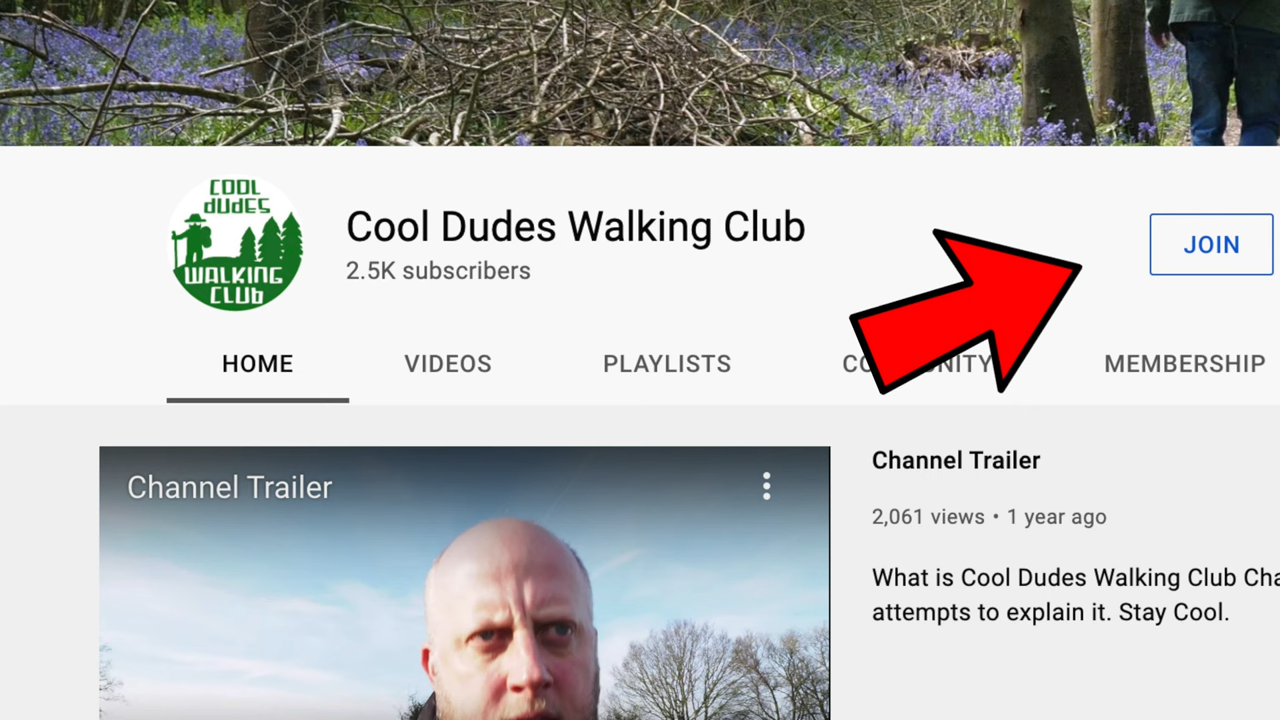 COOL
dUdES
WALKING
CLUb
Cool Dudes Walking Club
2.5K subscribers
JOIN
HOME
VIDEOS
PLAYLISTS
MEMBERSHIP
Channel Trailer
Channel Trailer
2,061 views • 1 year ago
What is Cool Dudes Walking Club
attempts to explain it. Stay Cool.